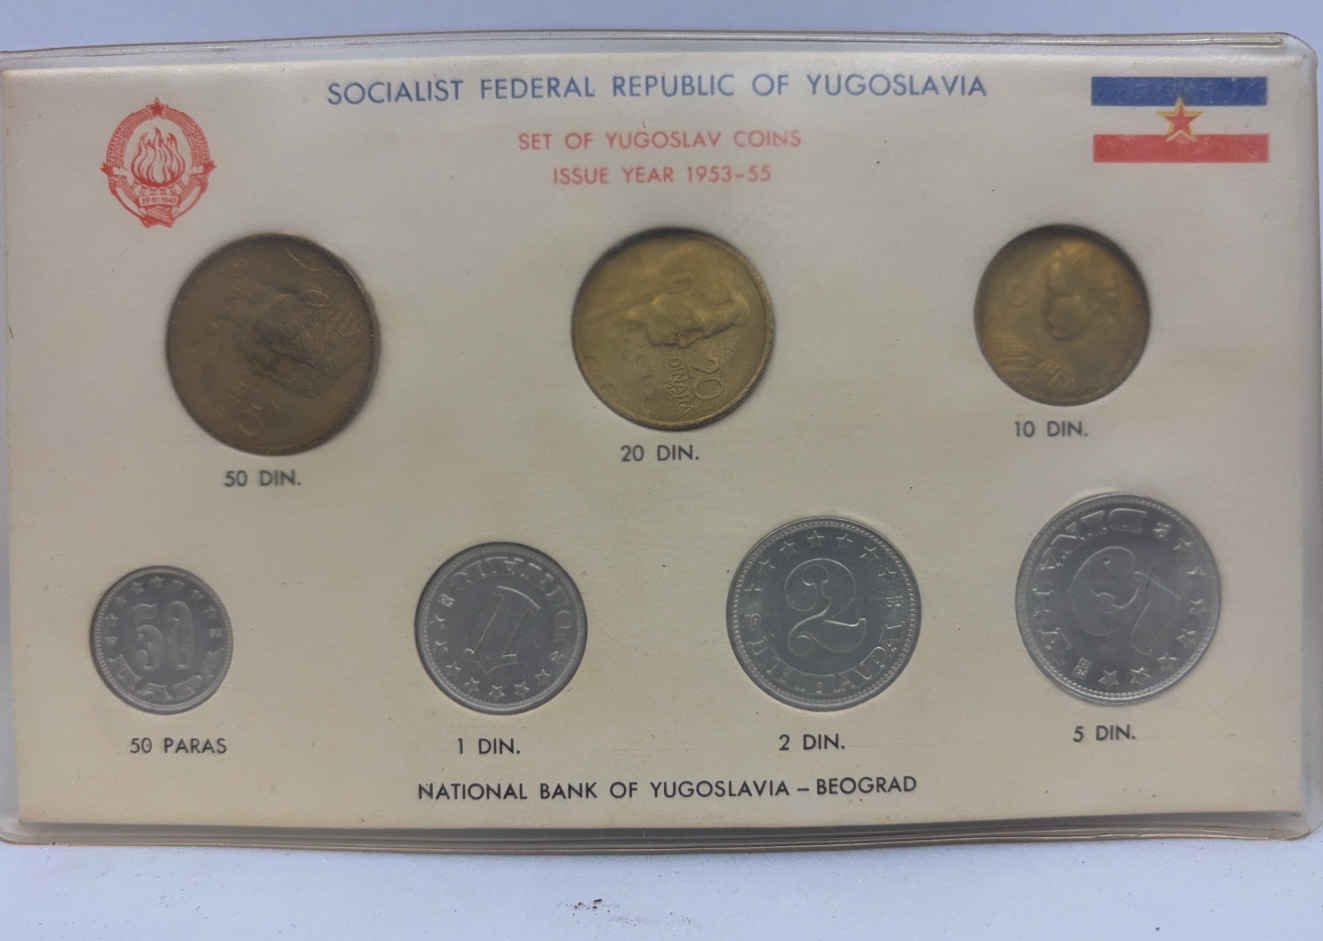 SOCIALIST FEDERAL REPUBLIC OF YUGOSLAVIA
SET OF YUGOSLAV COINS
ISSUE YEAR 1953-55
20
DINARA
50 DIN.
20 DIN.
10 DIN.
50
1
2
5
50 PARAS
1 DIN.
2 DIN.
5 DIN.
NATIONAL BANK OF YUGOSLAVIA – BEOGRAD